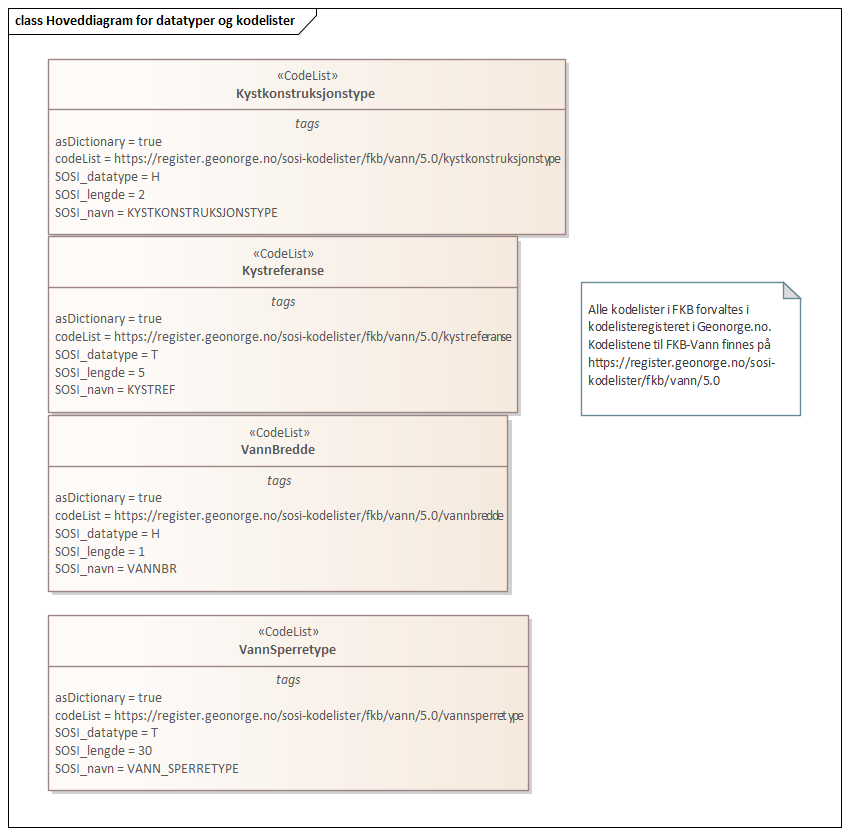 class Hoveddiagram for datatyper og kodelister
«CodeList»
Kystkonstruksjonstype
tags
asDictionary = true
codeList = https://register.geonorge.no/sosi-kodelister/fkb/vann/5.0/kystkonstruksjonstype
SOSI_datatype = H
SOSI_lengde = 2
SOSI_navn = KYSTKONSTRUKSJONSTYPE
«CodeList»
Kystreferanse
tags
asDictionary = true
codeList = https://register.geonorge.no/sosi-kodelister/fkb/vann/5.0/kystreferanse
SOSI_datatype = T
SOSI_lengde = 5
SOSI_navn = KYSTREF
Alle kodelister i FKB forvaltes i
kodelisteregisteret i Geonorge.no.
Kodelistene til FKB-Vann finnes på
https://register.geonorge.no/sosi-
kodelister/fkb/vann/5.0
«CodeList»
VannBredde
tags
asDictionary = true
codeList = https://register.geonorge.no/sosi-kodelister/fkb/vann/5.0/vannbredde
SOSI_datatype = H
SOSI_lengde = 1
SOSI_navn = VANNBR
«CodeList»
VannSperretype
tags
asDictionary = true
codeList = https://register.geonorge.no/sosi-kodelister/fkb/vann/5.0/vannsperretype
SOSI_datatype = T
SOSI_lengde = 30
SOSI_navn = VANN_SPERRETYPE